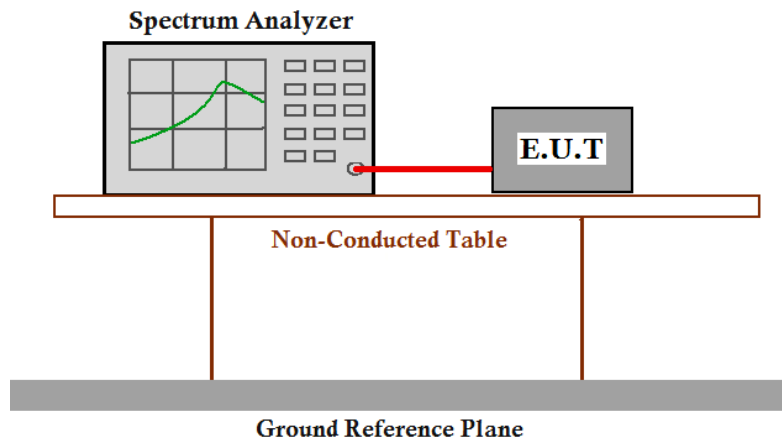 Spectrum Analyzer
E.U.T
Non-Conducted Table
Ground Reference Plane